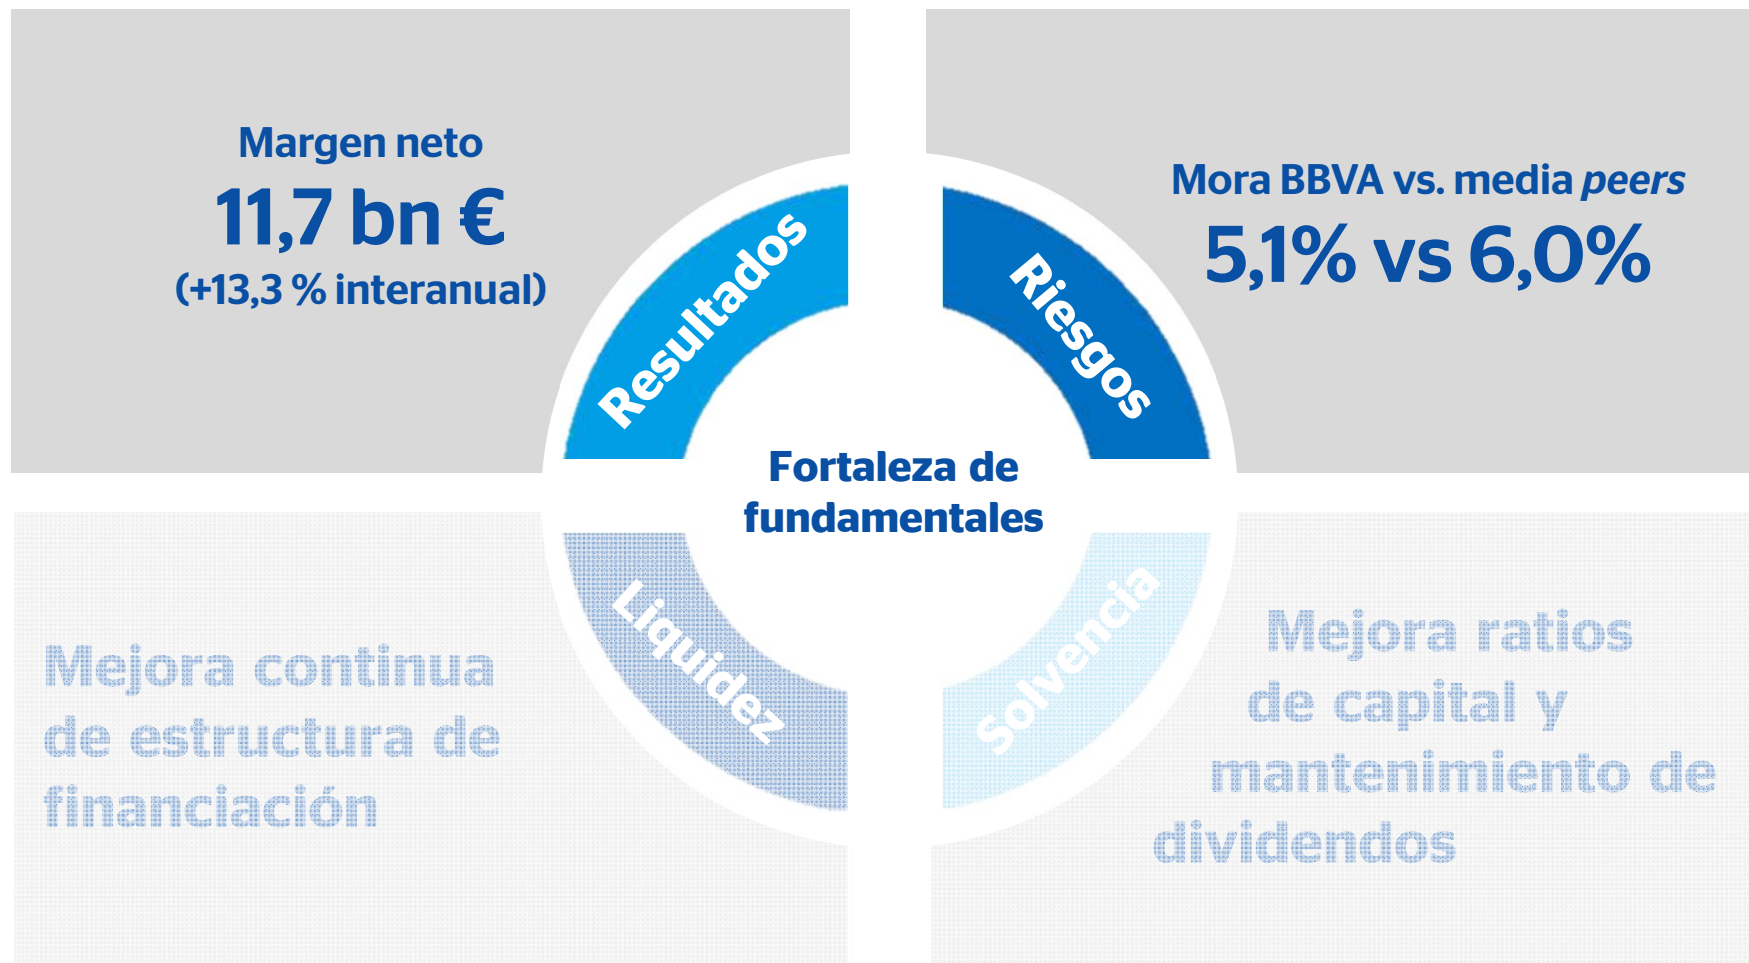 Margen neto
11,7 bn €
(+13,3 % interanual)
Mora BBVA vs. media peers
5,1% vs 6,0%
Resultados
Riesgos
Fortaleza de
fundamentales
Liquidez
Solvencia
Mejora continua
de estructura de
financiación
Mejora ratios
de capital y
mantenimiento de
dividendos